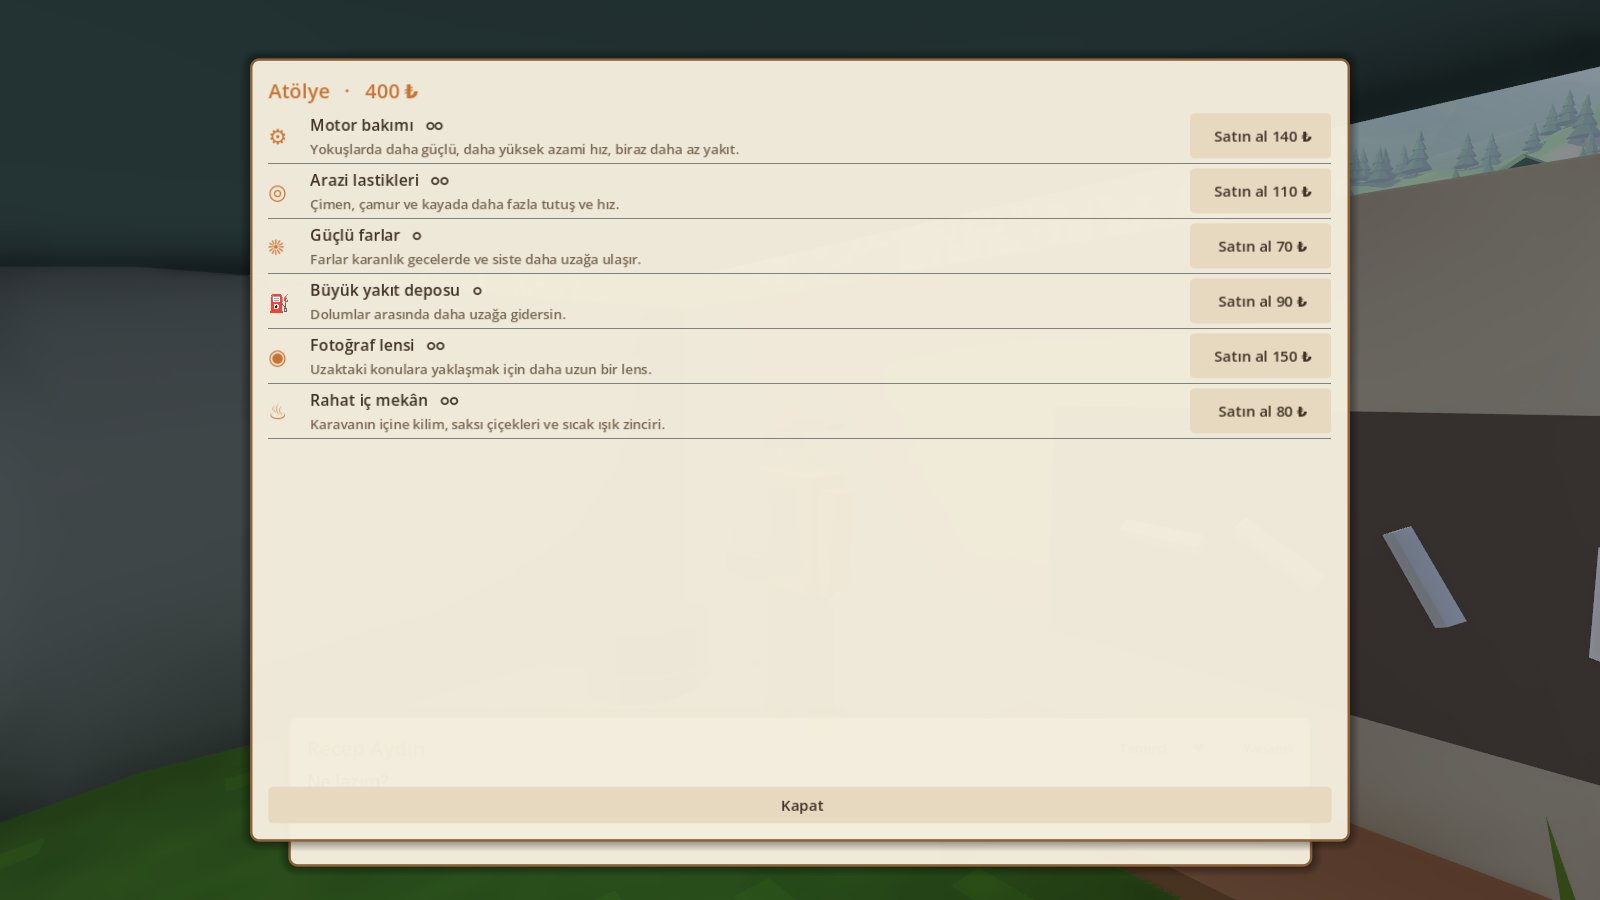 Atölye · 400 ₺
Motor bakımı
Yokuşlarda daha güçlü, daha yüksek azami hız, biraz daha az yakıt.
Satın al 140 ₺
Arazi lastikleri
Çimen, çamur ve kayada daha fazla tutuş ve hız.
Satın al 110 ₺
Güçlü farlar
Farlar karanlık gecelerde ve siste daha uzağa ulaşır.
Satın al 70 ₺
Büyük yakıt deposu
Dolumlar arasında daha uzağa gidersin.
Satın al 90 ₺
Fotoğraf lensi
Uzaktaki konulara yaklaşmak için daha uzun bir lens.
Satın al 150 ₺
Rahat iç mekân
Karavanın içine kilim, saksı çiçekleri ve sıcak ışık zinciri.
Satın al 80 ₺
Recep Aydın
Ne lazım?
Kapat